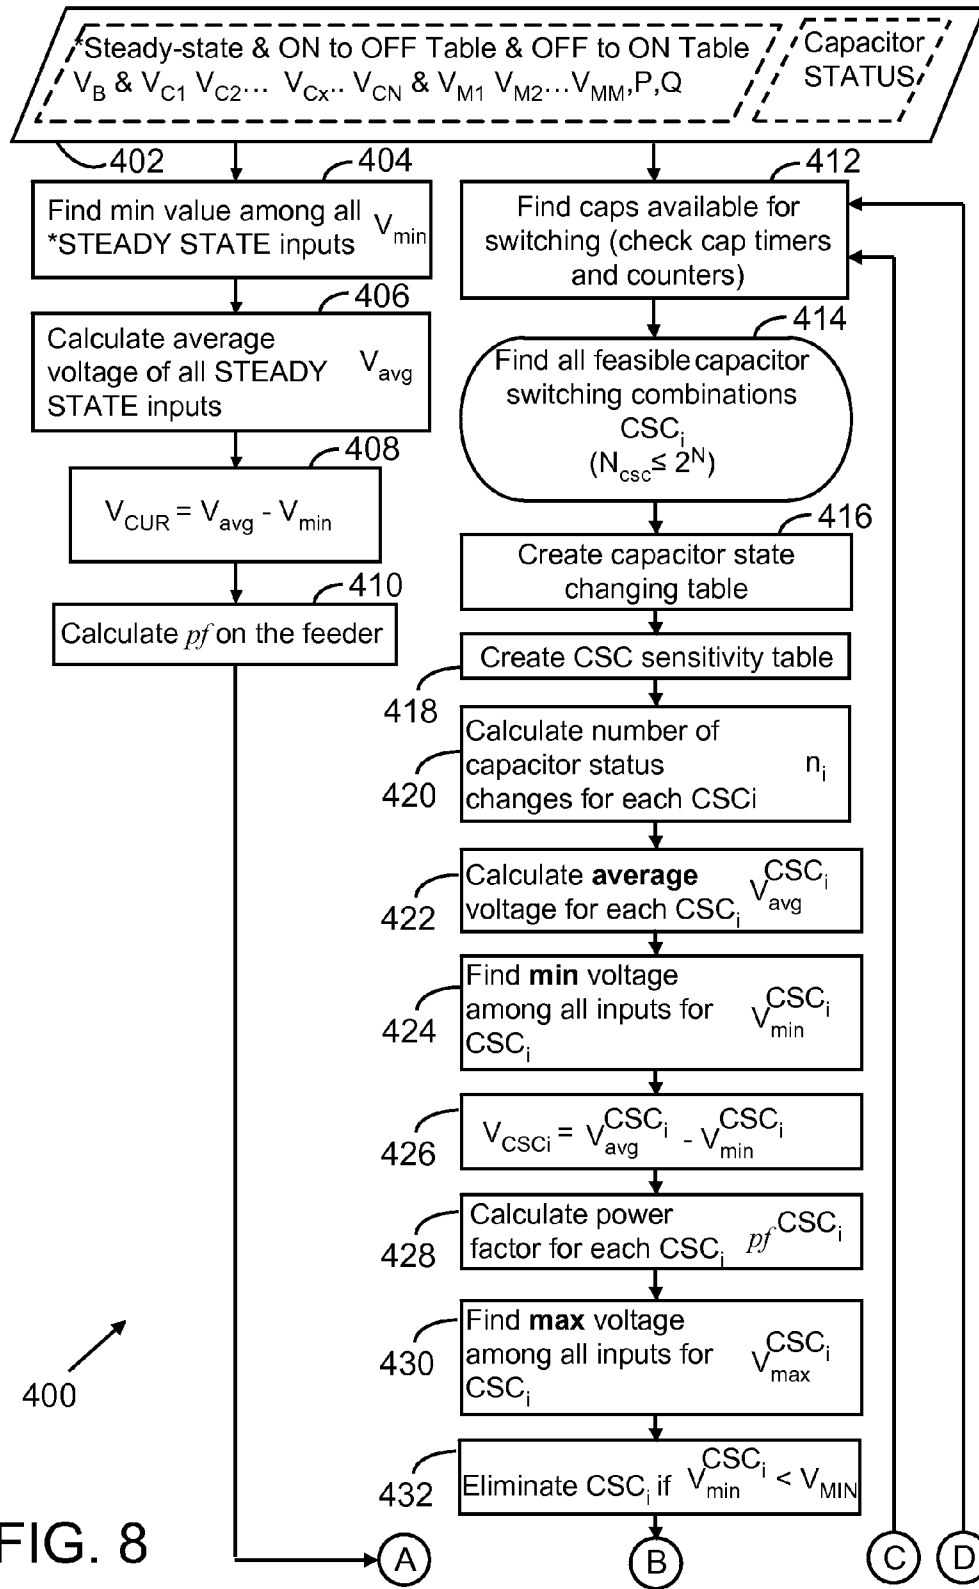 *Steady-state & ON to OFF Table & OFF to ON Table
V_B & V_C1 V_C2... V_Cx.. V_CN & V_M1 V_M2...V_MM,P,Q
Capacitor
STATUS
402
404
Find min value among all
*STEADY STATE inputs
V_min
406
Calculate average
voltage of all STEADY
STATE inputs
V_avg
408
V_CUR = V_avg - V_min
410
Calculate pf on the feeder
412
Find caps available for
switching (check cap timers
and counters)
414
Find all feasible capacitor
switching combinations
CSC_i
(N_csc ≤ 2^N)
416
Create capacitor state
changing table
418
Create CSC sensitivity table
420
Calculate number of
capacitor status
changes for each CSCi
n_i
422
Calculate average
voltage for each CSC_i
V_avg^CSC_i
424
Find min voltage
among all inputs for
CSC_i
V_min^CSC_i
426
V_CSCi = V_avg^CSC_i - V_min^CSC_i
428
Calculate power
factor for each CSC_i
pf^CSC_i
430
Find max voltage
among all inputs for
CSC_i
V_max^CSC_i
432
Eliminate CSC_i if V_min^CSC_i < V_MIN
400
FIG. 8
A
B
C
D